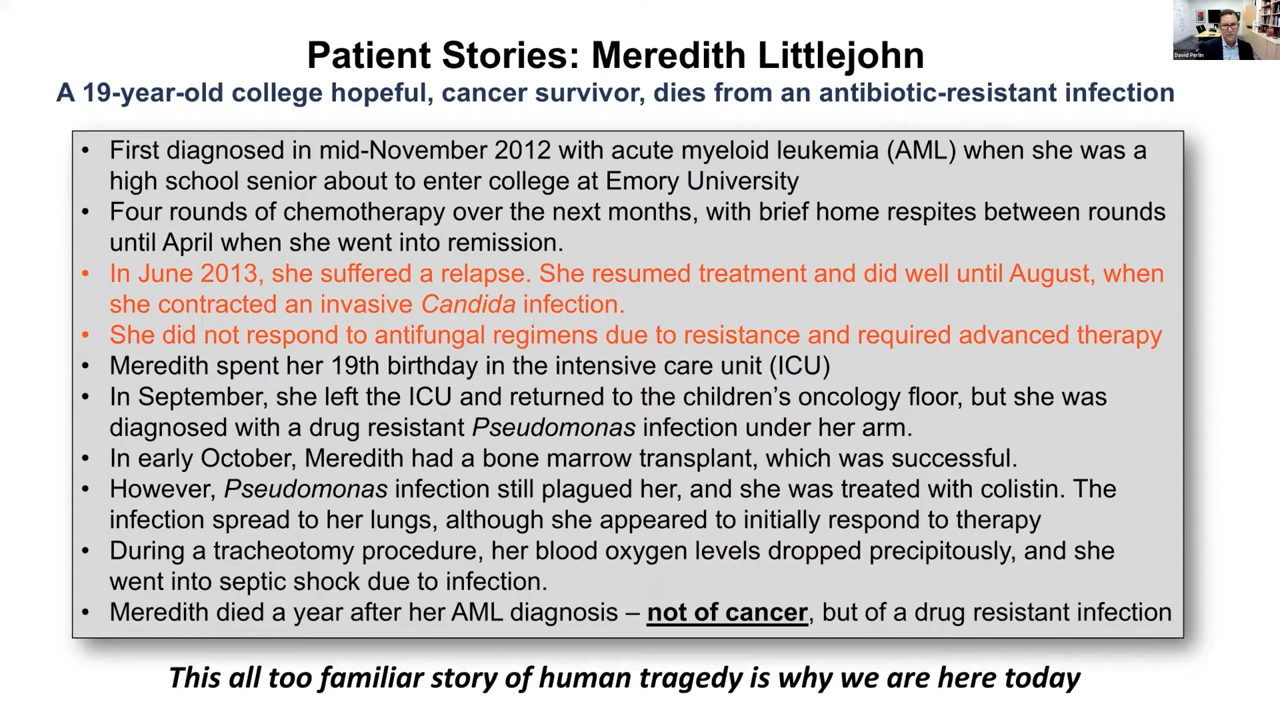 Patient Stories: Meredith Littlejohn
A 19-year-old college hopeful, cancer survivor, dies from an antibiotic-resistant infection
• First diagnosed in mid-November 2012 with acute myeloid leukemia (AML) when she was a
high school senior about to enter college at Emory University
• Four rounds of chemotherapy over the next months, with brief home respites between rounds
until April when she went into remission.
• In June 2013, she suffered a relapse. She resumed treatment and did well until August, when
she contracted an invasive Candida infection.
• She did not respond to antifungal regimens due to resistance and required advanced therapy
• Meredith spent her 19th birthday in the intensive care unit (ICU)
• In September, she left the ICU and returned to the children’s oncology floor, but she was
diagnosed with a drug resistant Pseudomonas infection under her arm.
• In early October, Meredith had a bone marrow transplant, which was successful.
• However, Pseudomonas infection still plagued her, and she was treated with colistin. The
infection spread to her lungs, although she appeared to initially respond to therapy
• During a tracheotomy procedure, her blood oxygen levels dropped precipitously, and she
went into septic shock due to infection.
• Meredith died a year after her AML diagnosis – not of cancer, but of a drug resistant infection
This all too familiar story of human tragedy is why we are here today
David Perlin